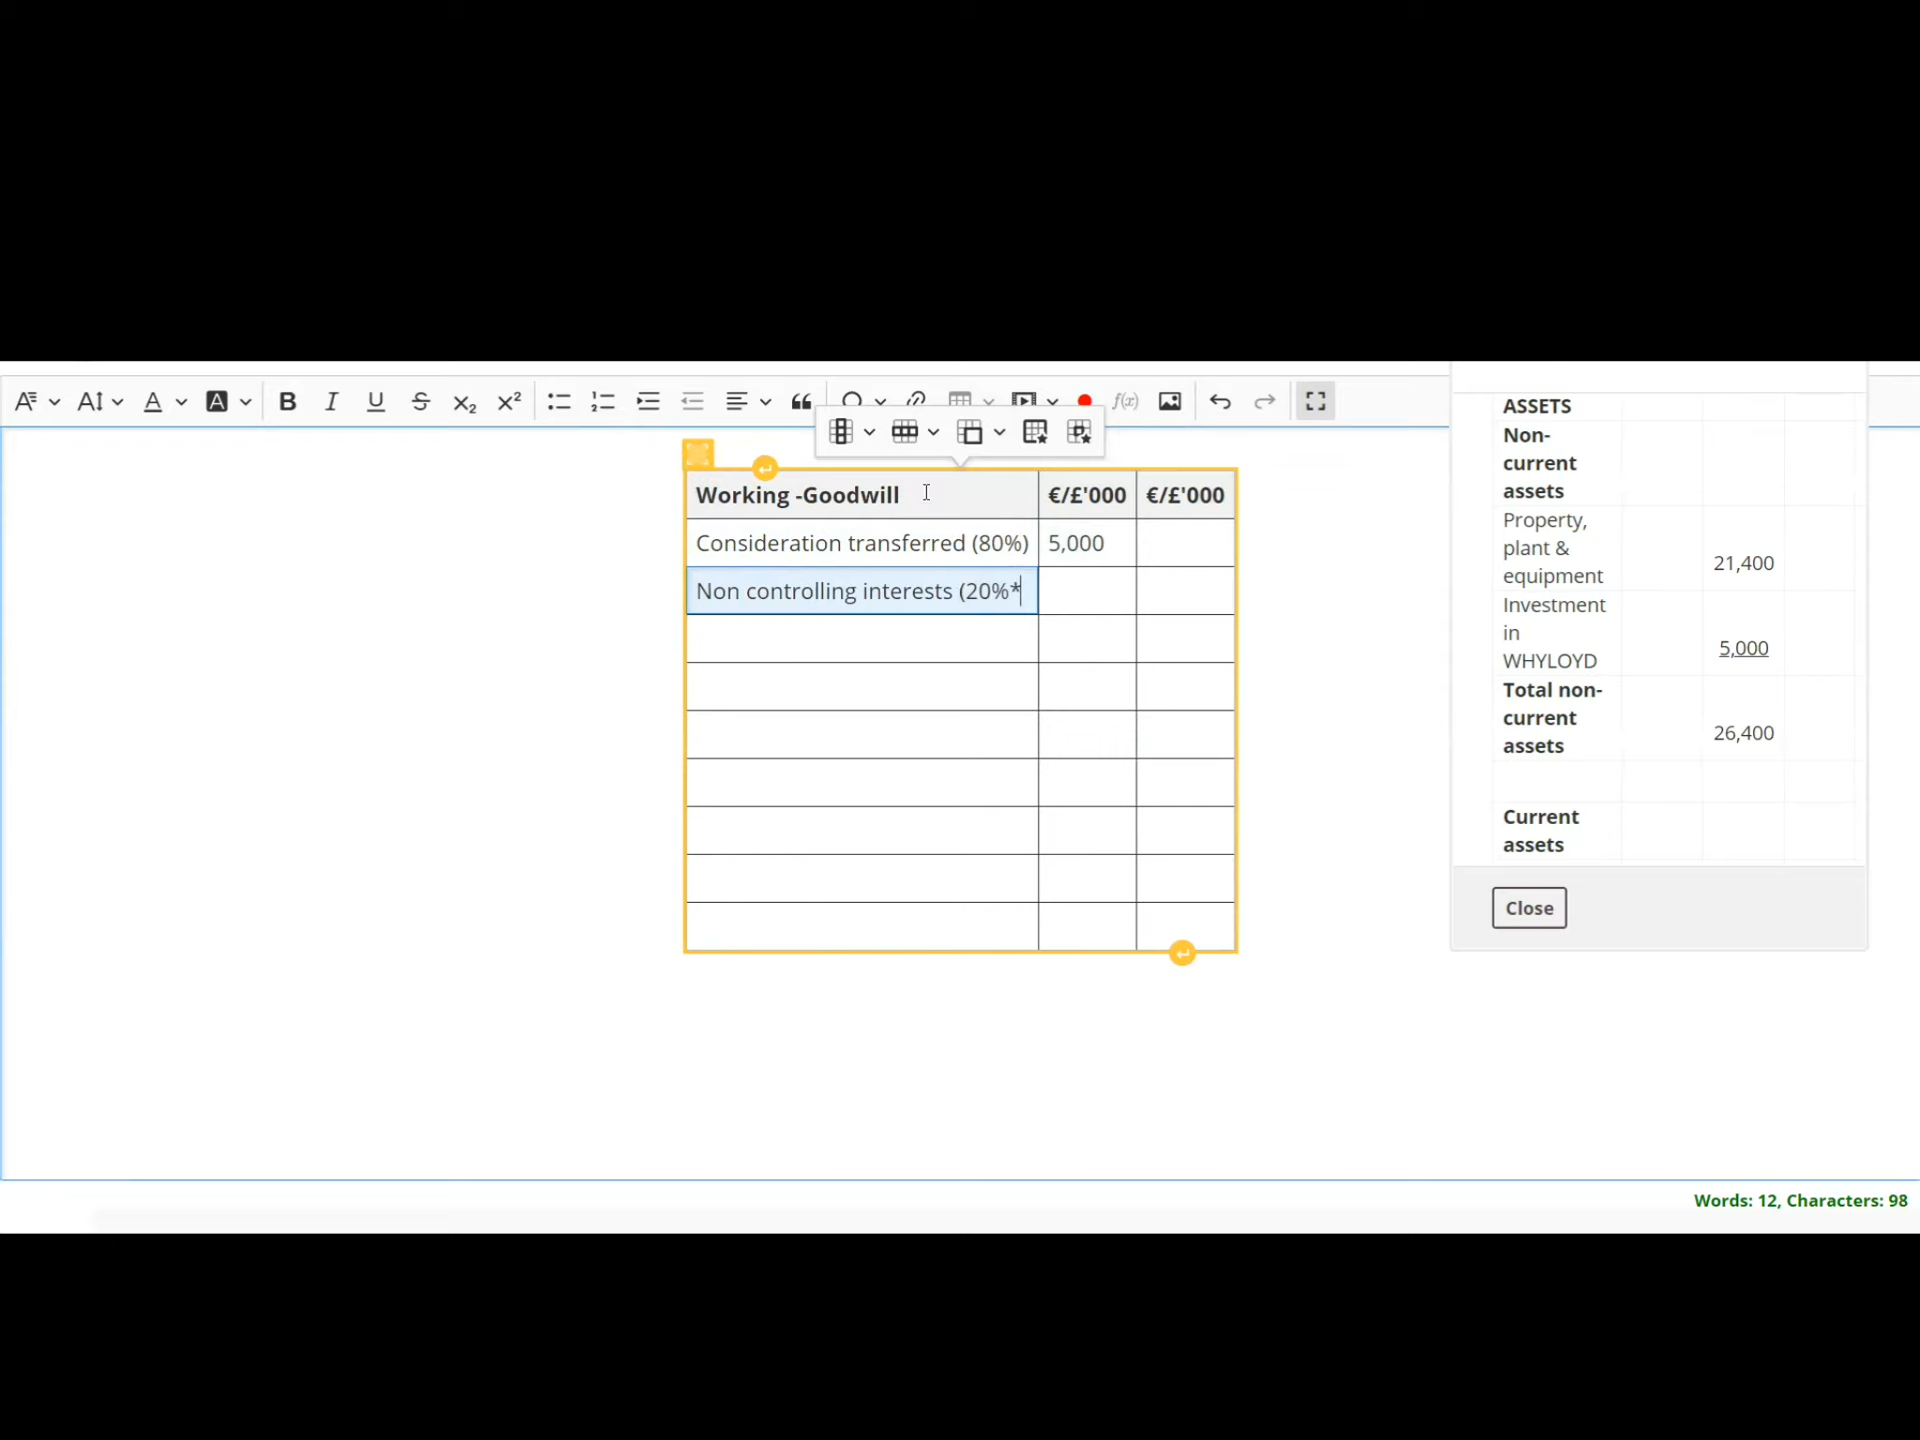 Working -Goodwill €/£'000 €/£'000
Consideration transferred (80%) 5,000
Non controlling interests (20%*
ASSETS
Non-
current
assets
Property,
plant &
equipment 21,400
Investment
in
WHYLOYD 5,000
Total non-
current
assets 26,400
Current
assets
Close
Words: 12, Characters: 98